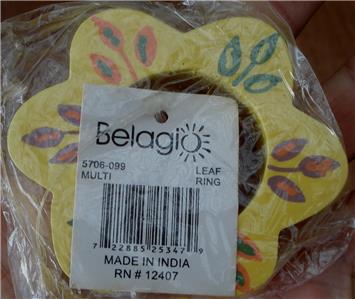 Belagio
5706-099 LEAF
MULTI RING
7 22885 25347 9
MADE IN INDIA
RN # 12407